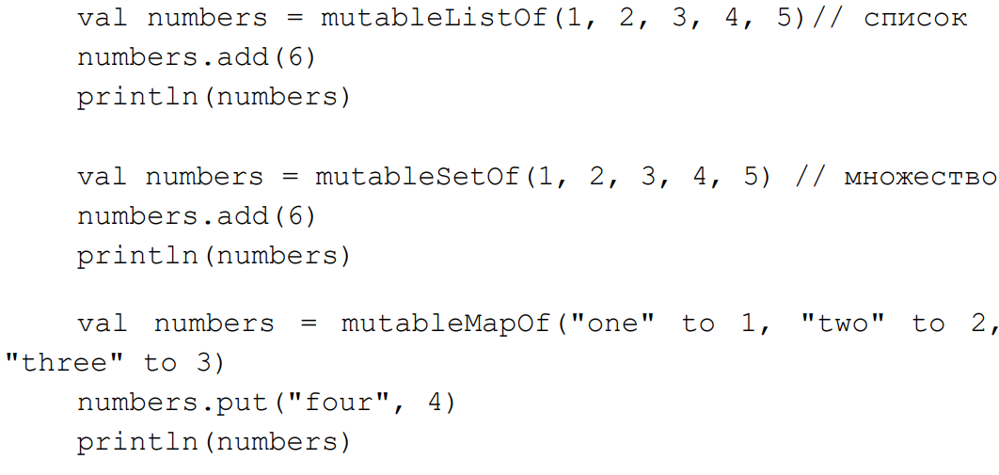 val numbers = mutableListOf(1, 2, 3, 4, 5)// список
numbers.add(6)
println(numbers)
val numbers = mutableSetOf(1, 2, 3, 4, 5) // множество
numbers.add(6)
println(numbers)
val numbers = mutableMapOf("one" to 1, "two" to 2,
"three" to 3)
numbers.put("four", 4)
println(numbers)